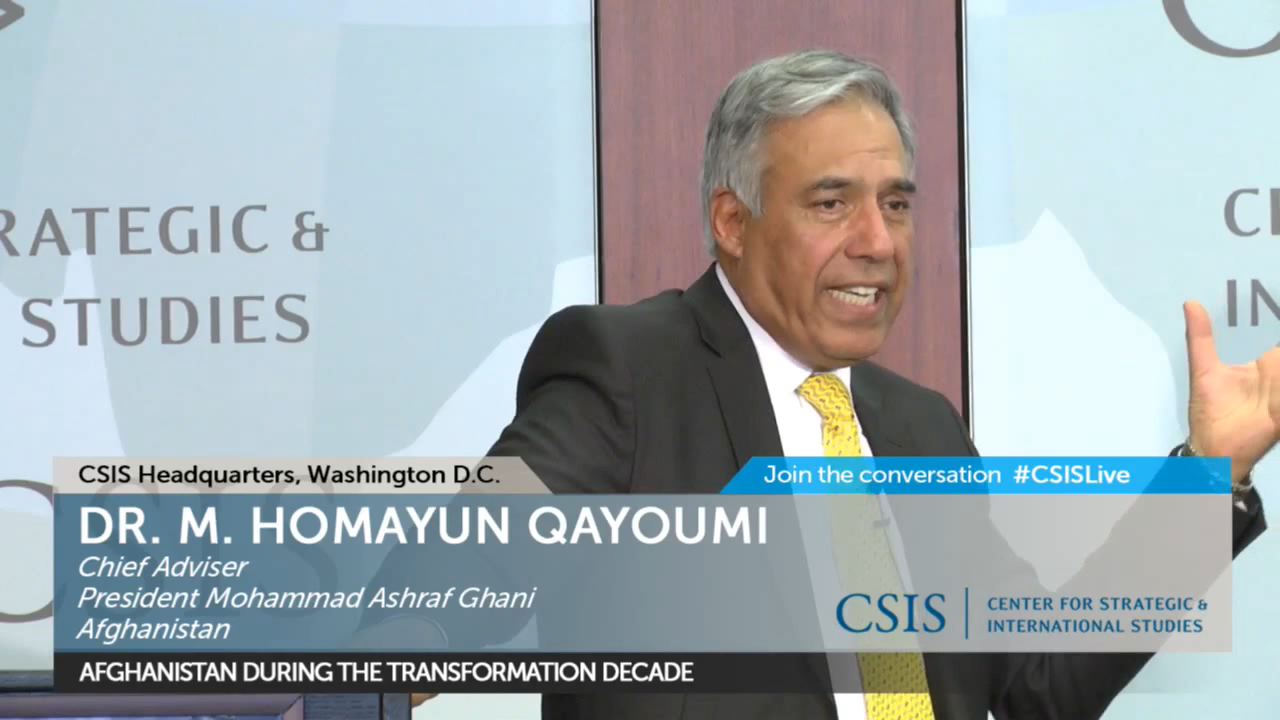 RATEGIC &
STUDIES
CSIS Headquarters, Washington D.C.
Join the conversation #CSISLive
DR. M. HOMAYUN QAYOUMI
Chief Adviser
President Mohammad Ashraf Ghani
Afghanistan
CSIS
CENTER FOR STRATEGIC &
INTERNATIONAL STUDIES
AFGHANISTAN DURING THE TRANSFORMATION DECADE